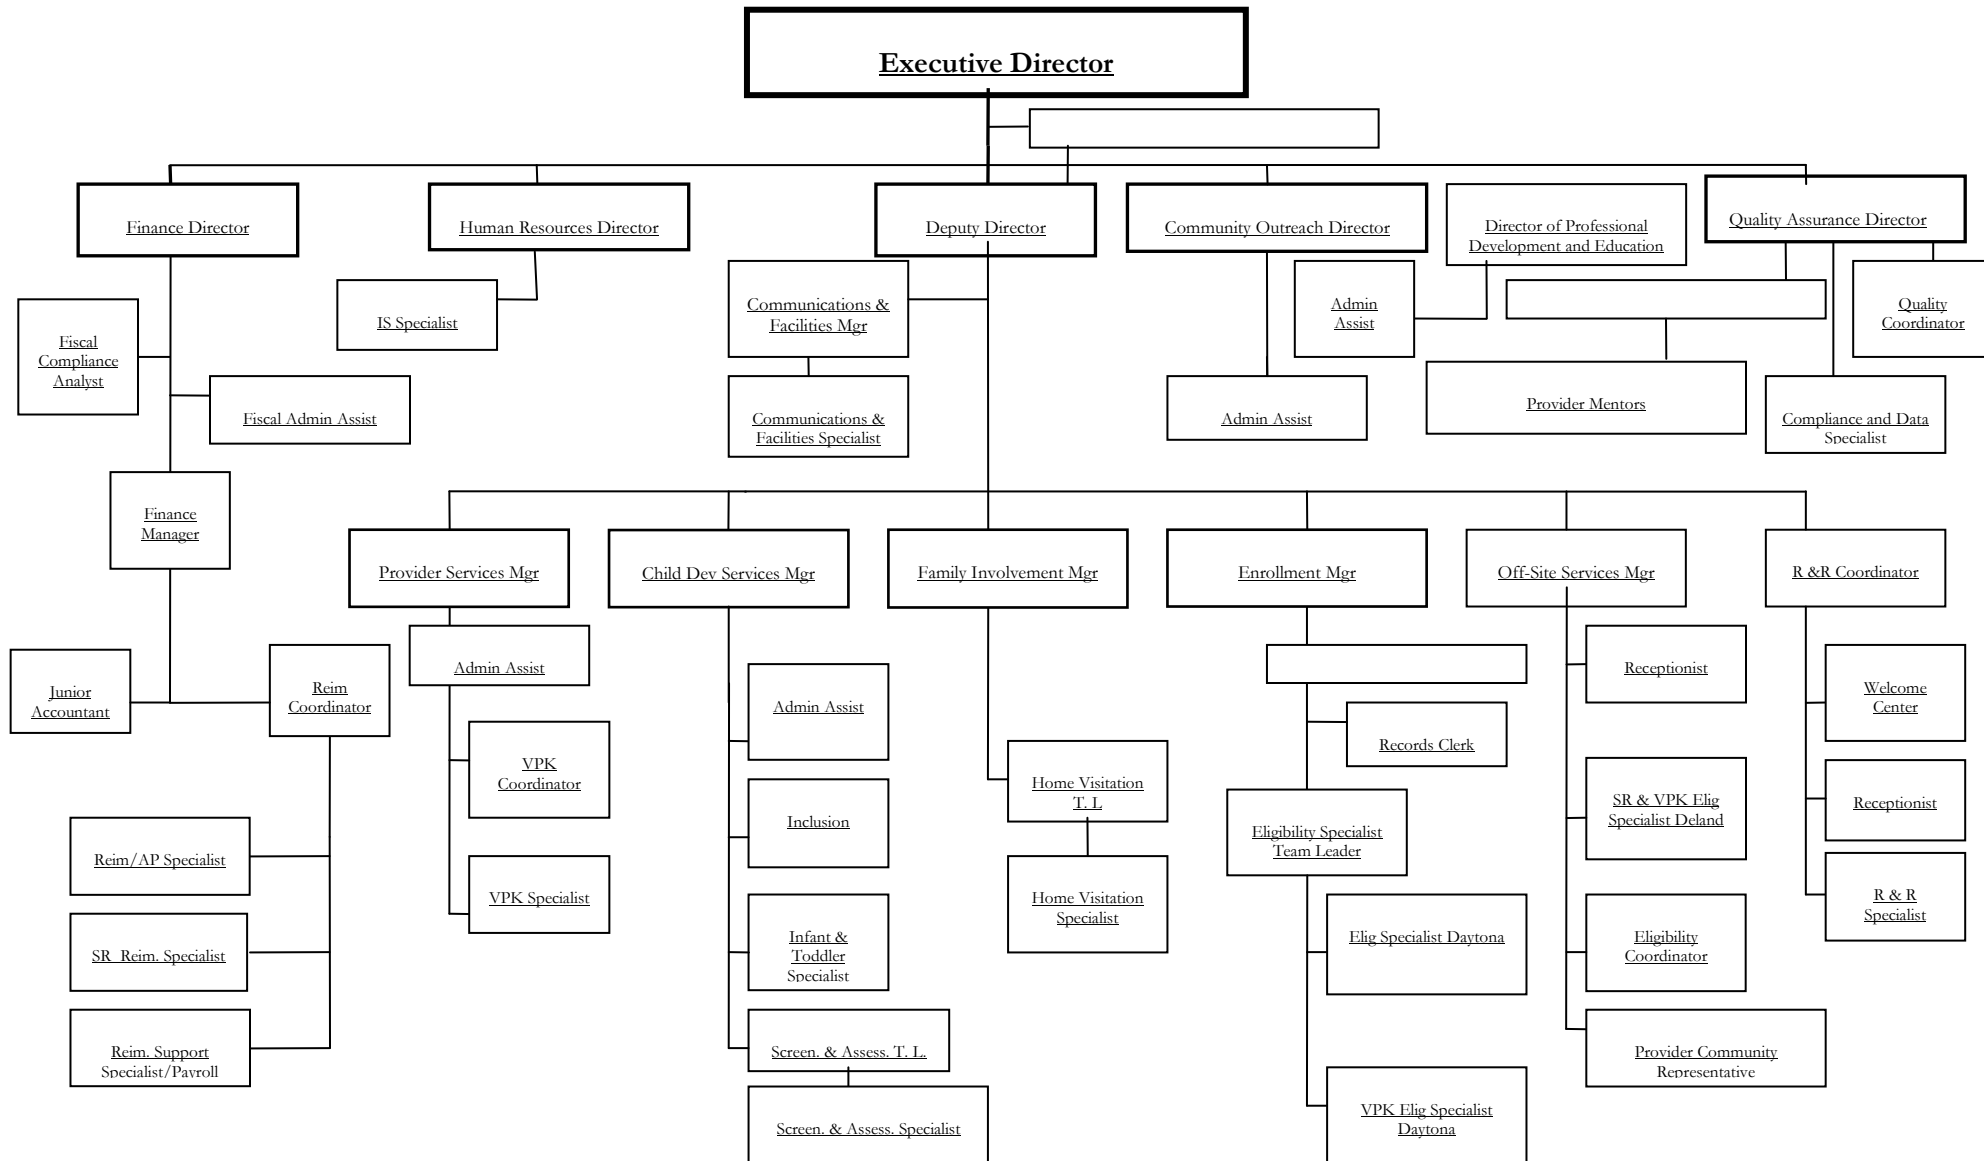 Executive Director
Finance Director
Human Resources Director
Deputy Director
Community Outreach Director
Director of Professional
Development and Education
Quality Assurance Director
IS Specialist
Communications &
Facilities Mgr
Admin
Assist
Quality
Coordinator
Fiscal
Compliance
Analyst
Fiscal Admin Assist
Communications &
Facilities Specialist
Admin Assist
Provider Mentors
Compliance and Data
Specialist
Finance
Manager
Provider Services Mgr
Child Dev Services Mgr
Family Involvement Mgr
Enrollment Mgr
Off-Site Services Mgr
R &R Coordinator
Junior
Accountant
Reim
Coordinator
Admin Assist
VPK
Coordinator
VPK Specialist
Admin Assist
Inclusion
Infant &
Toddler
Specialist
Screen. & Assess. T. L.
Screen. & Assess. Specialist
Home Visitation
T. L
Home Visitation
Specialist
Records Clerk
Eligibility Specialist
Team Leader
Elig Specialist Daytona
VPK Elig Specialist
Daytona
Receptionist
SR & VPK Elig
Specialist Deland
Eligibility
Coordinator
Provider Community
Representative
Welcome
Center
Receptionist
R & R
Specialist
Reim/AP Specialist
SR  Reim. Specialist
Reim. Support
Specialist/Payroll